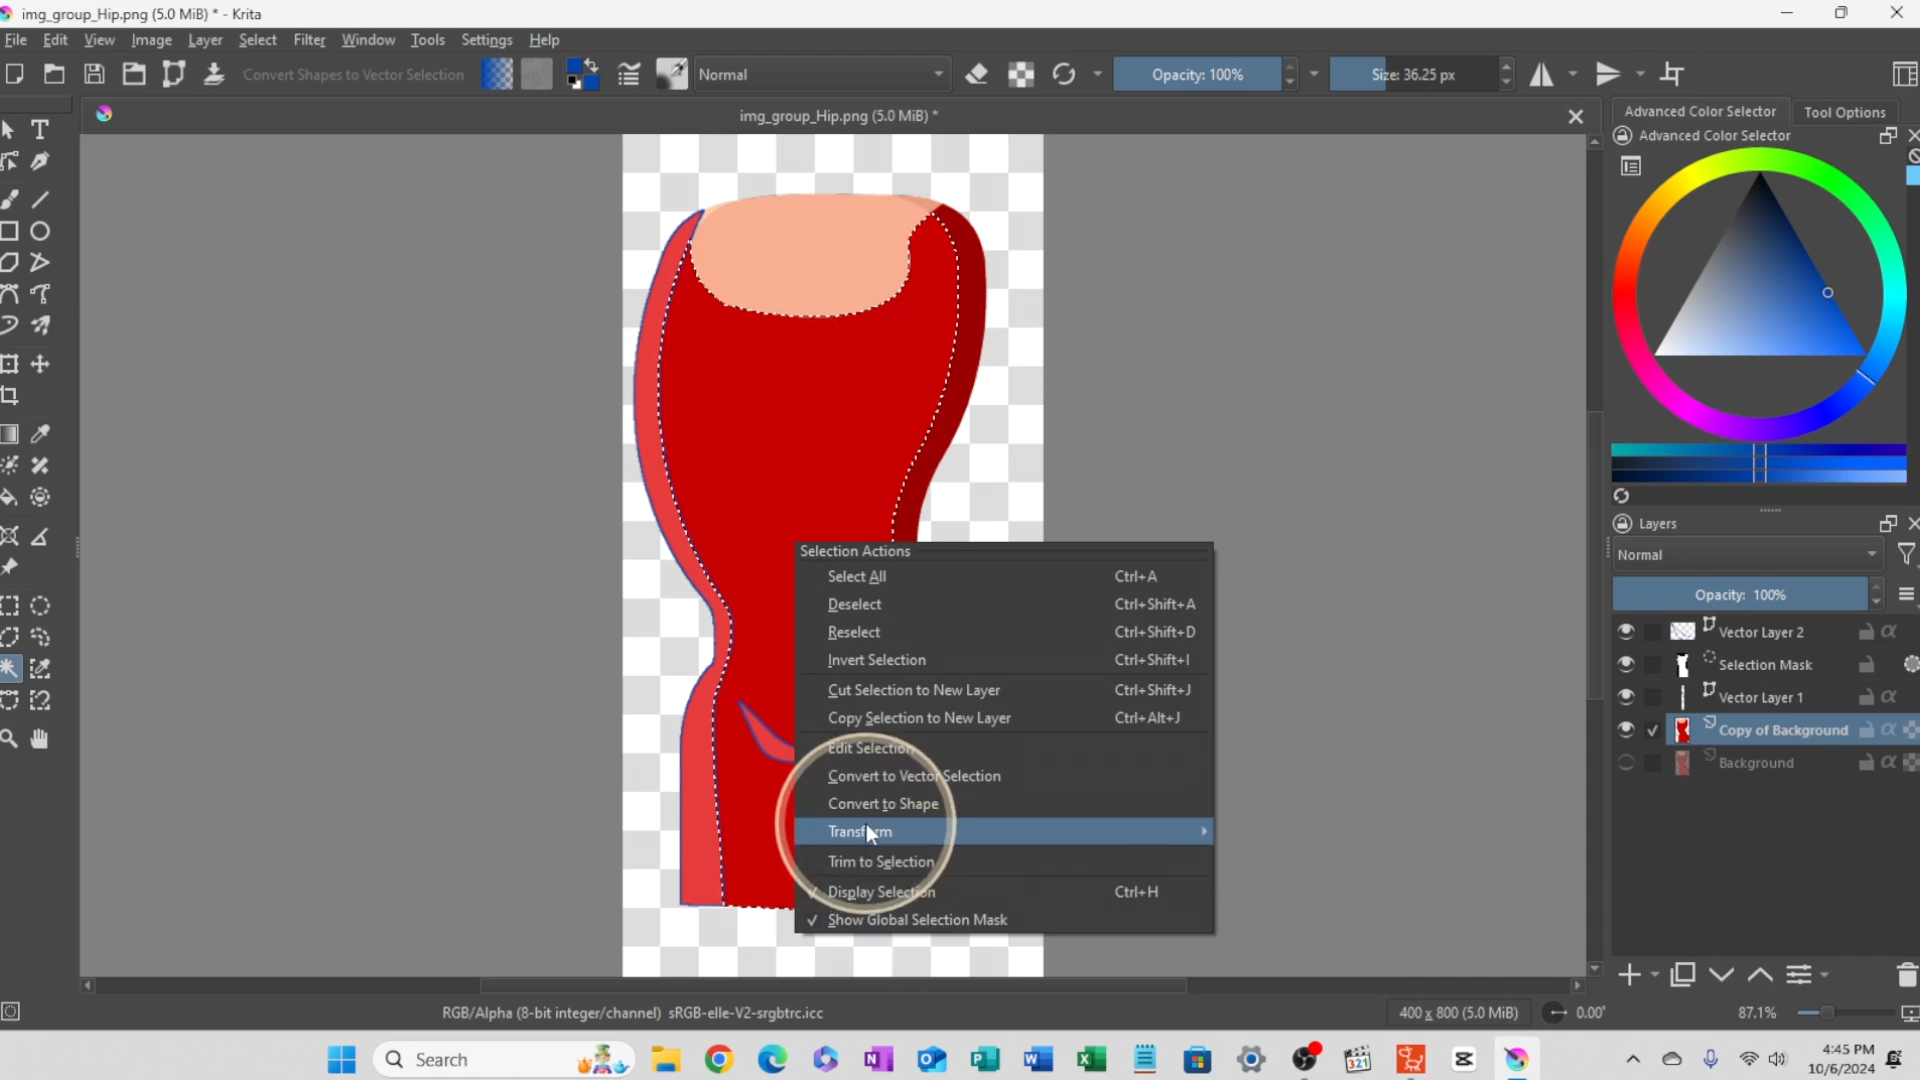 img_group_Hip.png (5.0 MiB) * - Krita
File Edit View Image Layer Select Filter Window Tools Settings Help
Convert Shapes to Vector Selection Normal Opacity: 100% Size: 36.25 px
img_group_Hip.png (5.0 MiB) *
Advanced Color Selector Tool Options
Advanced Color Selector
Selection Actions
Select All Ctrl+A
Deselect Ctrl+Shift+A
Reselect Ctrl+Shift+D
Invert Selection Ctrl+Shift+I
Cut Selection to New Layer Ctrl+Shift+J
Copy Selection to New Layer Ctrl+Alt+J
Edit Selection
Convert to Vector Selection
Convert to Shape
Transform
Trim to Selection
Display Selection Ctrl+H
Show Global Selection Mask
Layers
Normal
Opacity: 100%
Vector Layer 2
Selection Mask
Vector Layer 1
Copy of Background
Background
RGB/Alpha (8-bit integer/channel) sRGB-elle-V2-srgbtrc.icc
400 x 800 (5.0 MiB) 0.00° 87.1%
Search
321
4:45 PM
10/6/2024